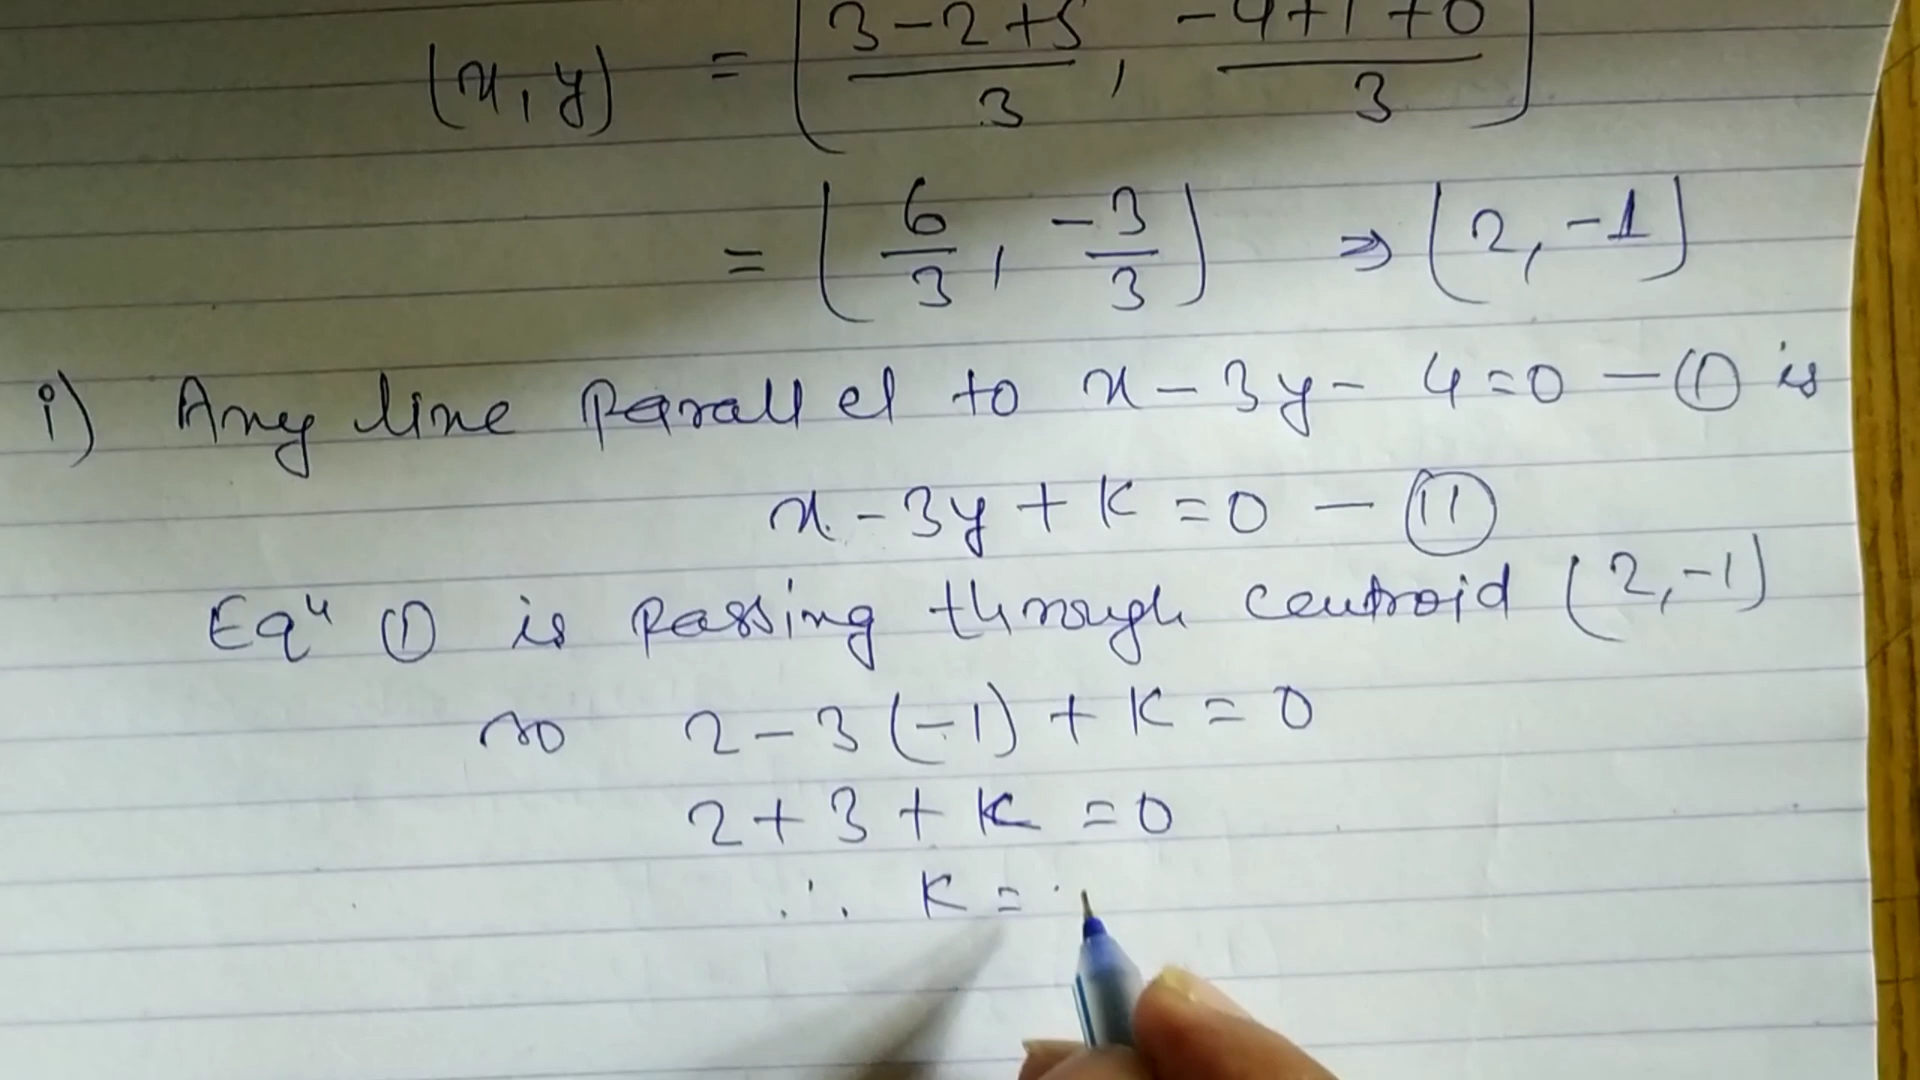 (x, y) = (3-2+5/3, -4+1+0/3)
= (6/3, -3/3) ⇒ (2, -1)
i) Any line Parallel to x - 3y - 4 = 0 — ① is
x - 3y + K = 0 — (II)
Eqn ① is Passing through centroid (2, -1)
so 2 - 3(-1) + K = 0
2 + 3 + K = 0
∴ K =